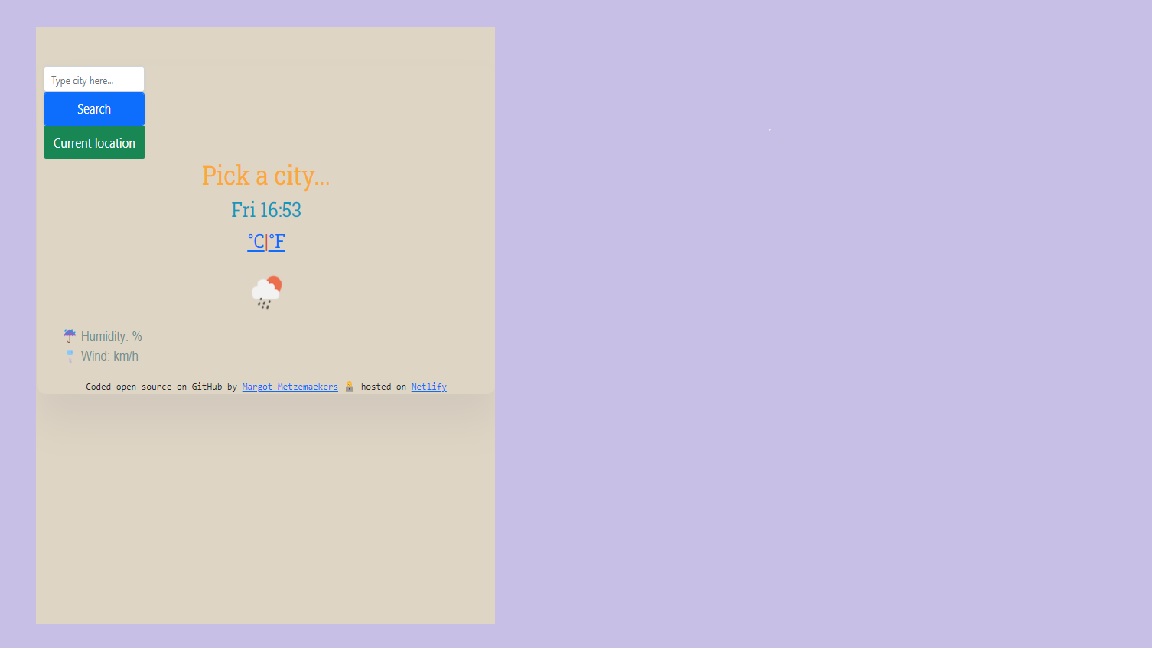 Type city here...
Search
Current location
Pick a city...
Fri 16:53
°C|°F
Humidity: %
Wind: km/h
Coded open source on GitHub by Margot Metzemaekers hosted on Netlify